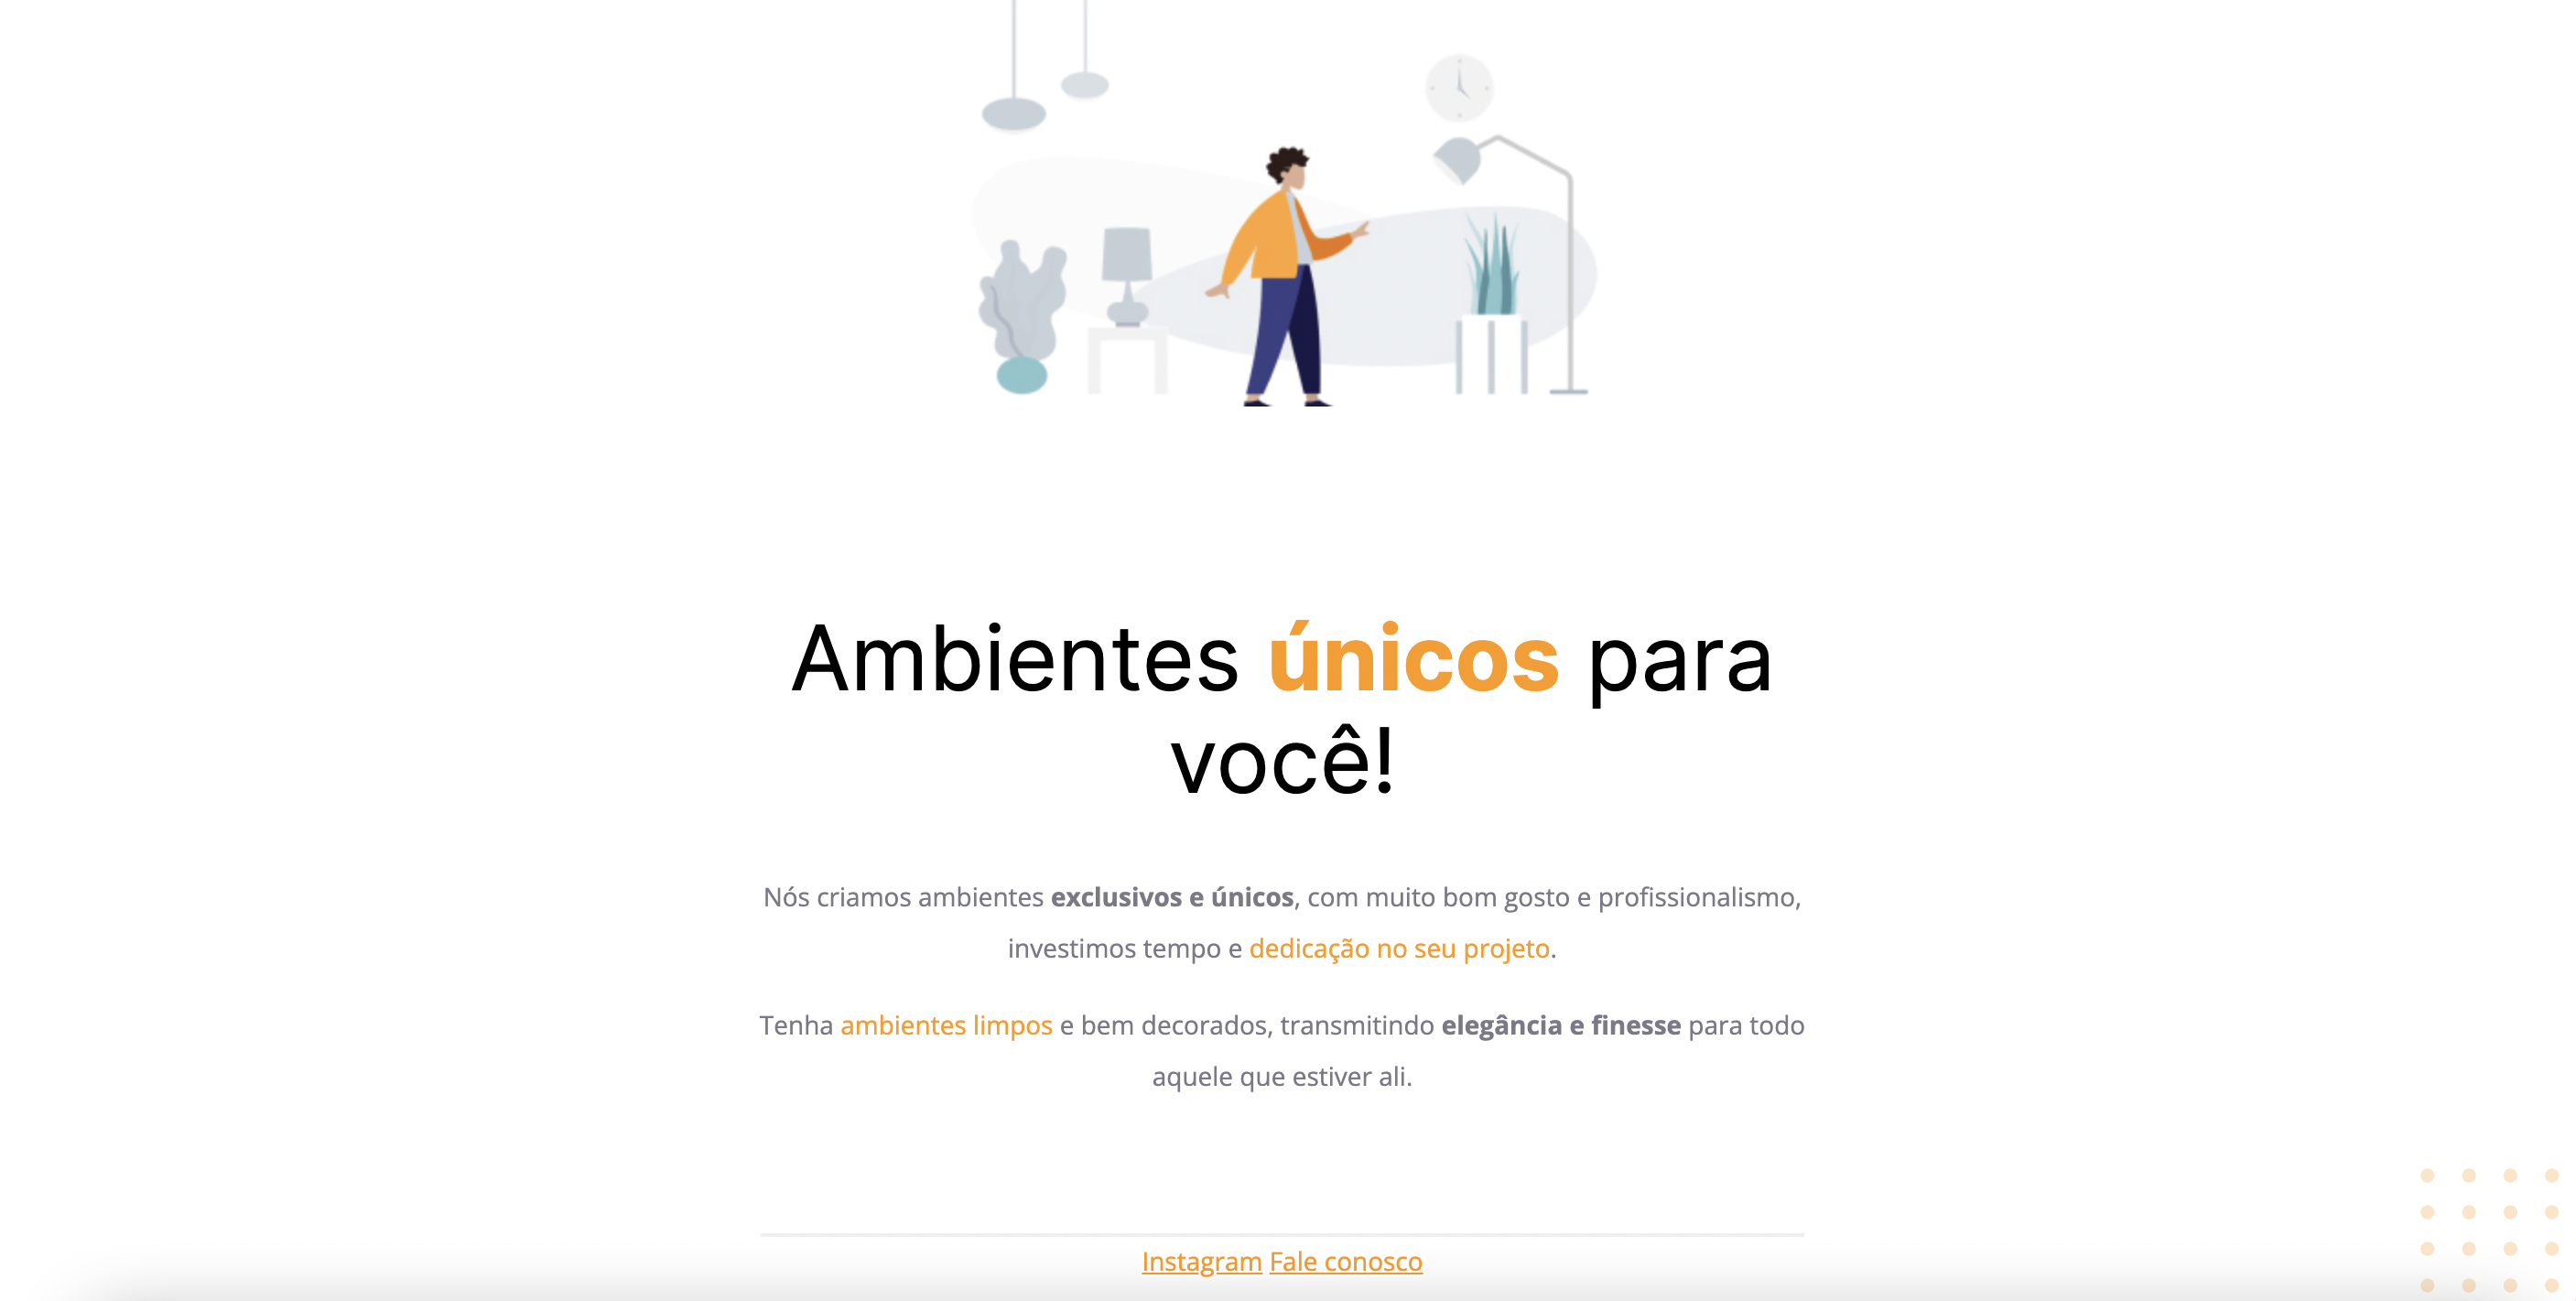 Ambientes únicos para
você!
Nós criamos ambientes exclusivos e únicos, com muito bom gosto e profissionalismo,
investimos tempo e dedicação no seu projeto.
Tenha ambientes limpos e bem decorados, transmitindo elegância e finesse para todo
aquele que estiver ali.
Instagram Fale conosco